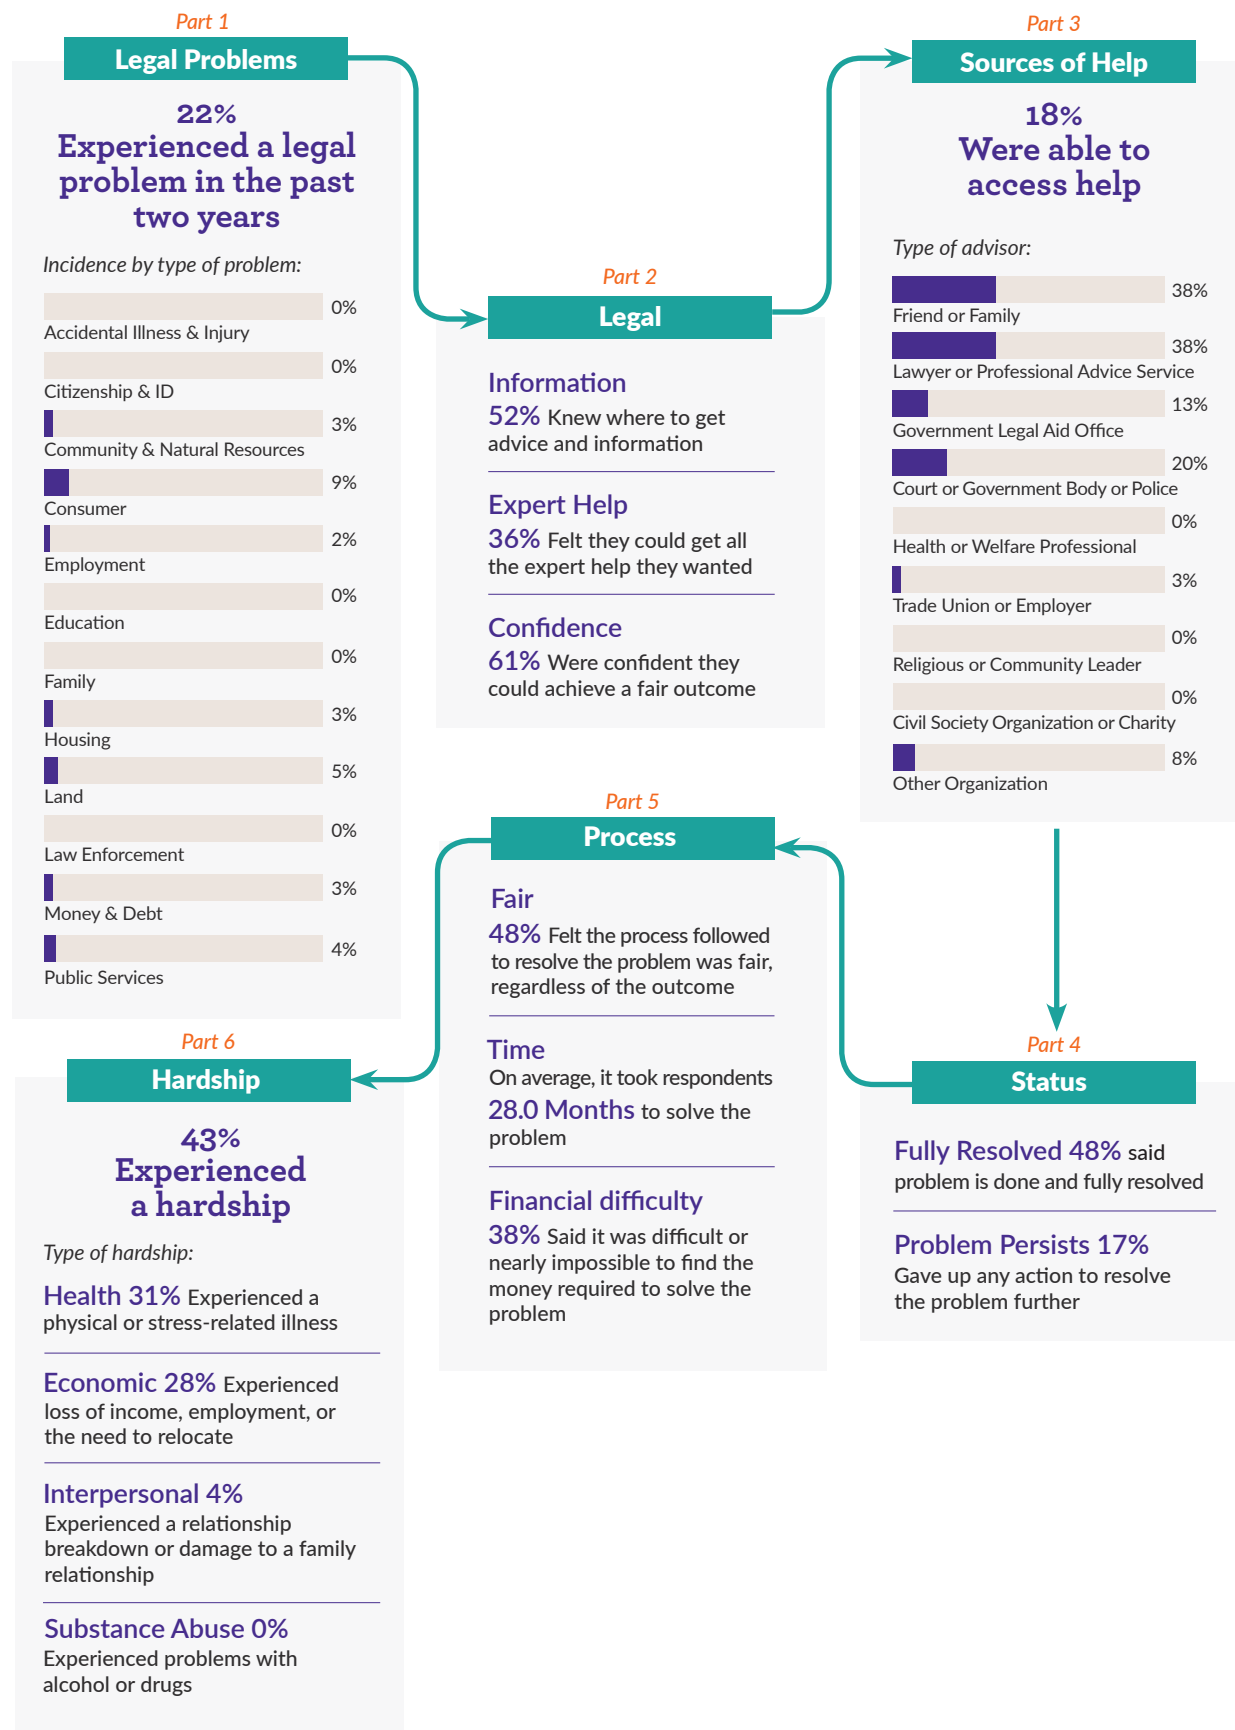 Part 1
Legal Problems
22%
Experienced a legal
problem in the past
two years
Incidence by type of problem:
0%
Accidental Illness & Injury
0%
Citizenship & ID
3%
Community & Natural Resources
9%
Consumer
2%
Employment
0%
Education
0%
Family
3%
Housing
5%
Land
0%
Law Enforcement
3%
Money & Debt
4%
Public Services
Part 2
Legal
Information
52% Knew where to get
advice and information
Expert Help
36% Felt they could get all
the expert help they wanted
Confidence
61% Were confident they
could achieve a fair outcome
Part 3
Sources of Help
18%
Were able to
access help
Type of advisor:
38%
Friend or Family
38%
Lawyer or Professional Advice Service
13%
Government Legal Aid Office
20%
Court or Government Body or Police
0%
Health or Welfare Professional
3%
Trade Union or Employer
0%
Religious or Community Leader
0%
Civil Society Organization or Charity
8%
Other Organization
Part 4
Status
Fully Resolved 48% said
problem is done and fully resolved
Problem Persists 17%
Gave up any action to resolve
the problem further
Part 5
Process
Fair
48% Felt the process followed
to resolve the problem was fair,
regardless of the outcome
Time
On average, it took respondents
28.0 Months to solve the
problem
Financial difficulty
38% Said it was difficult or
nearly impossible to find the
money required to solve the
problem
Part 6
Hardship
43%
Experienced
a hardship
Type of hardship:
Health 31% Experienced a
physical or stress-related illness
Economic 28% Experienced
loss of income, employment, or
the need to relocate
Interpersonal 4%
Experienced a relationship
breakdown or damage to a family
relationship
Substance Abuse 0%
Experienced problems with
alcohol or drugs